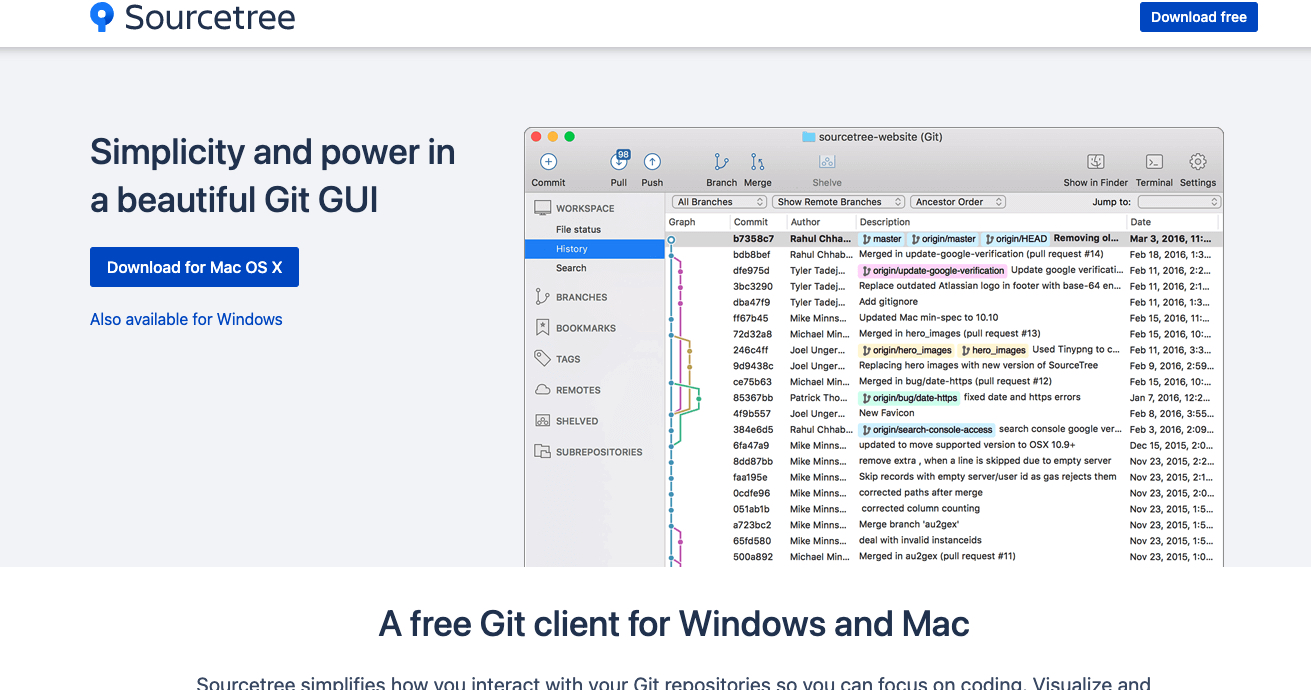 Sourcetree
Download free
Simplicity and power in
a beautiful Git GUI
Download for Mac OS X
Also available for Windows
sourcetree-website (Git)
98
Commit Pull Push Branch Merge Shelve Show in Finder Terminal Settings
All Branches Show Remote Branches Ancestor Order Jump to:
WORKSPACE
File status
History
Search
BRANCHES
BOOKMARKS
TAGS
REMOTES
SHELVED
SUBREPOSITORIES
Graph Commit Author Description Date
b7358c7 Rahul Chha... master origin/master origin/HEAD Removing ol... Mar 3, 2016, 11:...
bdb8bef Rahul Chhab... Merged in update-google-verification (pull request #14) Feb 18, 2016, 1:3...
dfe975d Tyler Tadej... origin/update-google-verification Update google verificati... Feb 11, 2016, 2:2...
3bc3290 Tyler Tadej... Replace outdated Atlassian logo in footer with base-64 en... Feb 11, 2016, 2:1...
dba47f9 Tyler Tadej... Add gitignore Feb 11, 2016, 1:3...
ff67b45 Mike Minns... Updated Mac min-spec to 10.10 Feb 15, 2016, 11:...
72d32a8 Michael Min... Merged in hero_images (pull request #13) Feb 15, 2016, 10:...
246c4ff Joel Unger... origin/hero_images hero_images Used Tinypng to c... Feb 11, 2016, 3:3...
9d9438c Joel Unger... Replacing hero images with new version of SourceTree Feb 9, 2016, 2:59...
ce75b63 Michael Min... Merged in bug/date-https (pull request #12) Feb 15, 2016, 10:...
85367bb Patrick Tho... origin/bug/date-https fixed date and https errors Jan 7, 2016, 12:2...
4f9b557 Joel Unger... New Favicon Feb 8, 2016, 3:55...
384e6d5 Rahul Chhab... origin/search-console-access search console google ver... Feb 3, 2016, 2:09...
6fa47a9 Mike Minns... updated to move supported version to OSX 10.9+ Dec 15, 2015, 2:0...
8dd87bb Mike Minns... remove extra , when a line is skipped due to empty server Nov 23, 2015, 2:2...
faa195e Mike Minns... Skip records with empty server/user id as gas rejects them Nov 23, 2015, 2:1...
0cdfe96 Mike Minns... corrected paths after merge Nov 23, 2015, 2:0...
051ab1b Mike Minns... corrected column counting Nov 23, 2015, 1:5...
a723bc2 Mike Minns... Merge branch 'au2gex' Nov 23, 2015, 1:5...
65fd580 Mike Minns... deal with invalid instanceids Nov 23, 2015, 1:5...
500a892 Michael Min... Merged in au2gex (pull request #11) Nov 23, 2015, 1:0...
A free Git client for Windows and Mac
Sourcetree simplifies how you interact with your Git repositories so you can focus on coding. Visualize and